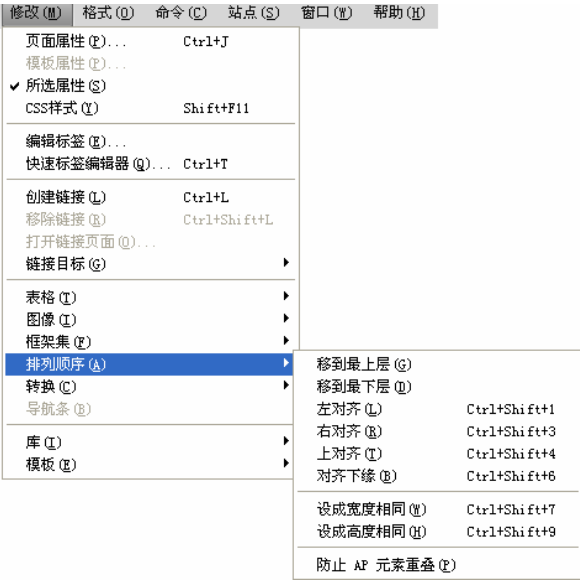 修改(M) 格式(O) 命令(C) 站点(S) 窗口(W) 帮助(H)
页面属性(P)... Ctrl+J
模板属性(P)...
✓ 所选属性(S)
CSS样式(Y) Shift+F11
编辑标签(E)...
快速标签编辑器(Q)... Ctrl+T
创建链接(L) Ctrl+L
移除链接(R) Ctrl+Shift+L
打开链接页面(O)...
链接目标(G)
表格(T)
图像(I)
框架集(F)
排列顺序(A)
转换(C)
导航条(B)
库(I)
模板(E)
移到最上层(G)
移到最下层(D)
左对齐(L) Ctrl+Shift+1
右对齐(R) Ctrl+Shift+3
上对齐(T) Ctrl+Shift+4
对齐下缘(B) Ctrl+Shift+6
设成宽度相同(W) Ctrl+Shift+7
设成高度相同(H) Ctrl+Shift+9
防止 AP 元素重叠(P)